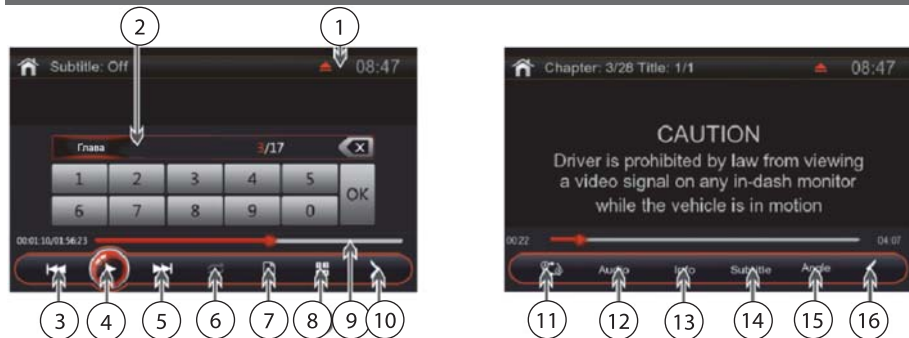 2
1
Subtitle: Off
08:47
Глава
3/17
X
1 2 3 4 5
OK
6 7 8 9 0
00:01:10/01:56:23
3 4 5 6 7 8 9 10
Chapter: 3/28 Title: 1/1
08:47
CAUTION
Driver is prohibited by law from viewing
a video signal on any in-dash monitor
while the vehicle is in motion
00:22
04:07
Audio Info Subtitle Angle
11 12 13 14 15 16